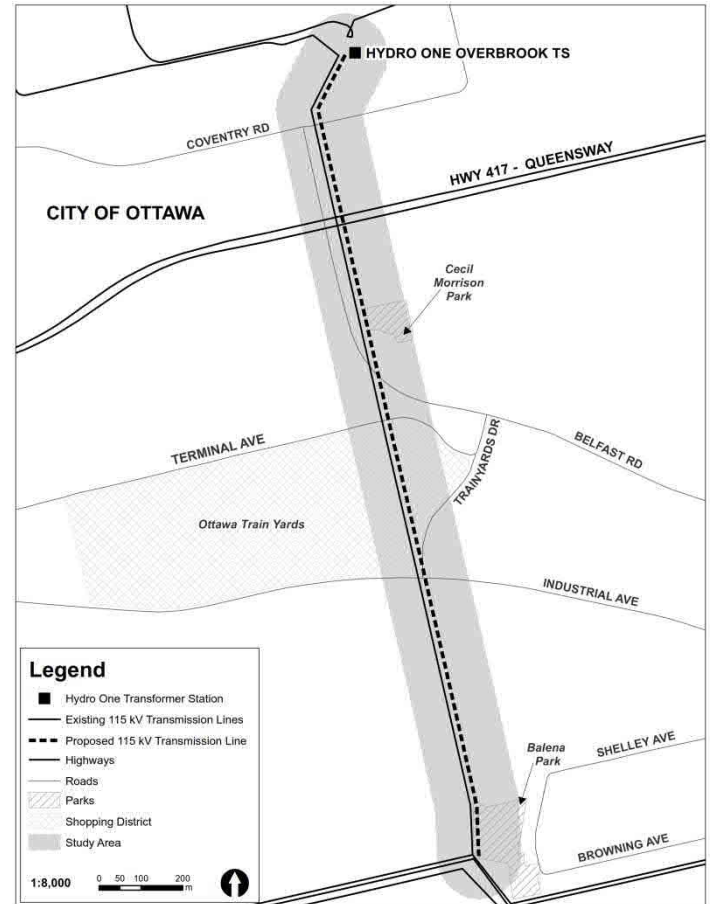 HYDRO ONE OVERBROOK TS
COVENTRY RD
HWY 417 - QUEENSWAY
CITY OF OTTAWA
Cecil
Morrison
Park
TERMINAL AVE
TRAINYARDS DR
BELFAST RD
Ottawa Train Yards
INDUSTRIAL AVE
Balena
Park
SHELLEY AVE
BROWNING AVE
Legend
Hydro One Transformer Station
Existing 115 kV Transmission Lines
Proposed 115 kV Transmission Line
Highways
Roads
Parks
Shopping District
Study Area
1:8,000
0 50 100 200
m